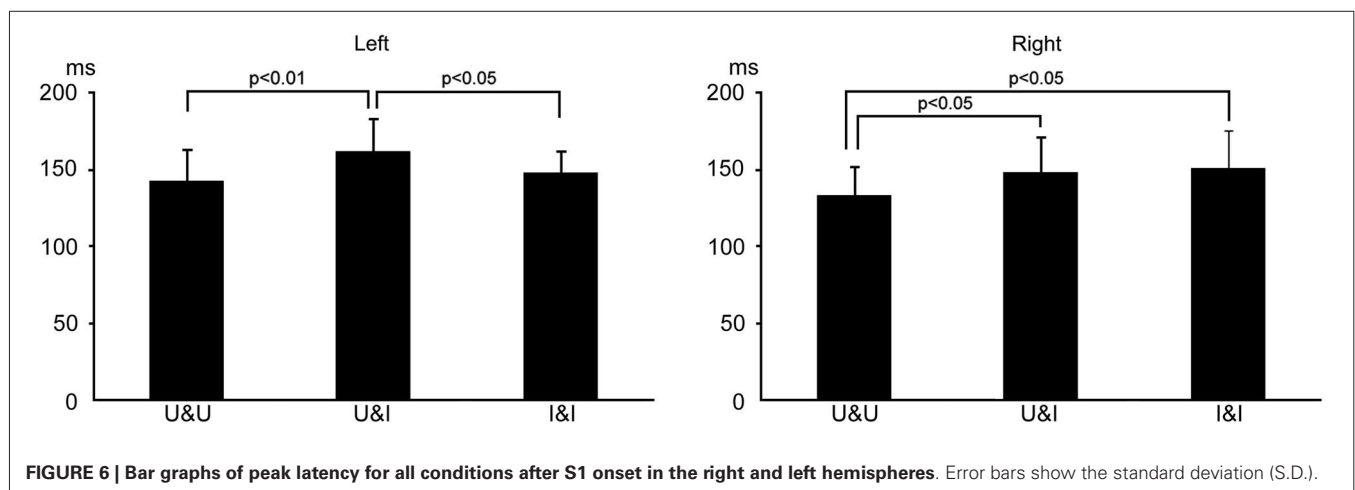 Left
ms
p<0.01
p<0.05
200
150
100
50
0
U&U
U&I
I&I
Right
ms
p<0.05
p<0.05
200
150
100
50
0
U&U
U&I
I&I
FIGURE 6 | Bar graphs of peak latency for all conditions after S1 onset in the right and left hemispheres. Error bars show the standard deviation (S.D.).